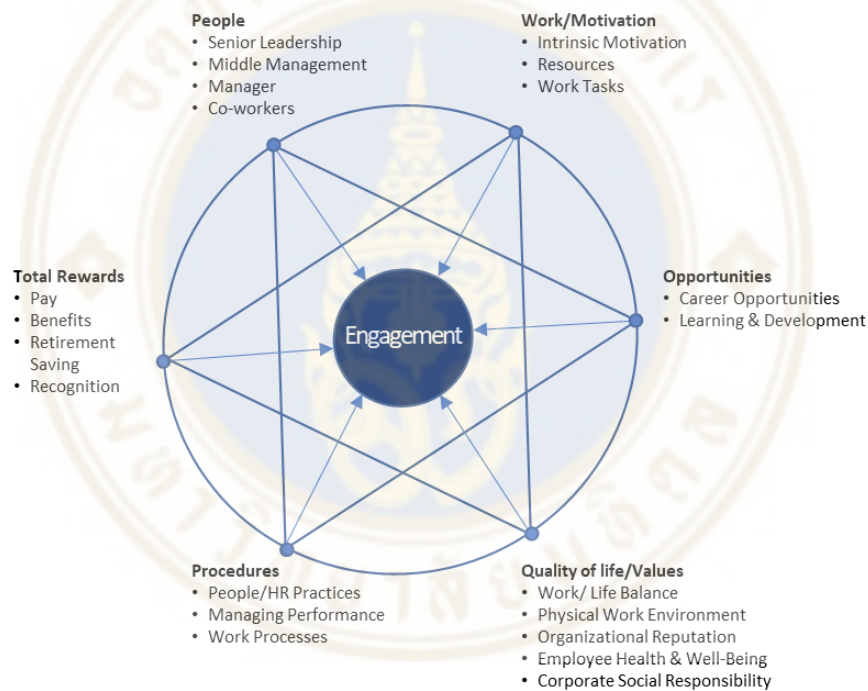 People
• Senior Leadership
• Middle Management
• Manager
• Co-workers
Work/Motivation
• Intrinsic Motivation
• Resources
• Work Tasks
Total Rewards
• Pay
• Benefits
• Retirement
Saving
• Recognition
Engagement
Opportunities
• Career Opportunities
• Learning & Development
Procedures
• People/HR Practices
• Managing Performance
• Work Processes
Quality of life/Values
• Work/ Life Balance
• Physical Work Environment
• Organizational Reputation
• Employee Health & Well-Being
• Corporate Social Responsibility